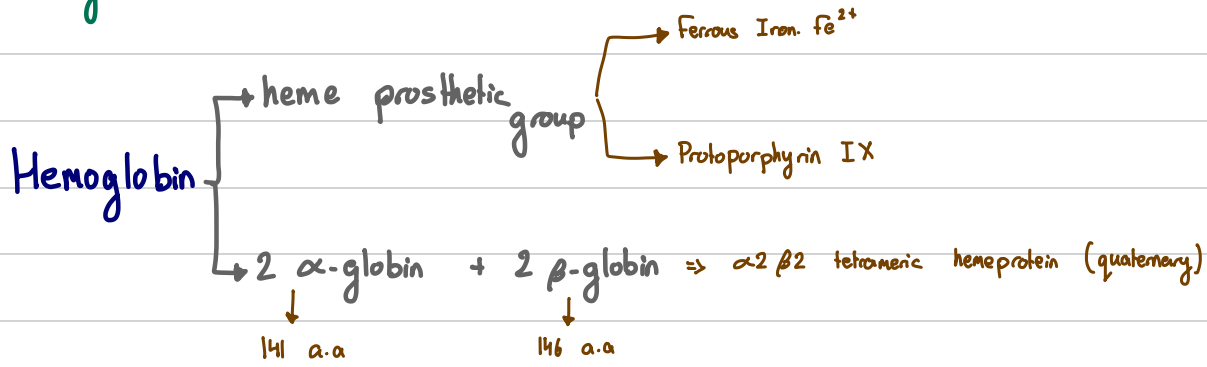 Ferrous Iron. Fe²⁺
heme prosthetic
group
Protoporphyrin IX
Hemoglobin
2 α-globin + 2 β-globin => α2 β2 tetrameric hemeprotein (quaternary)
141 a.a 146 a.a